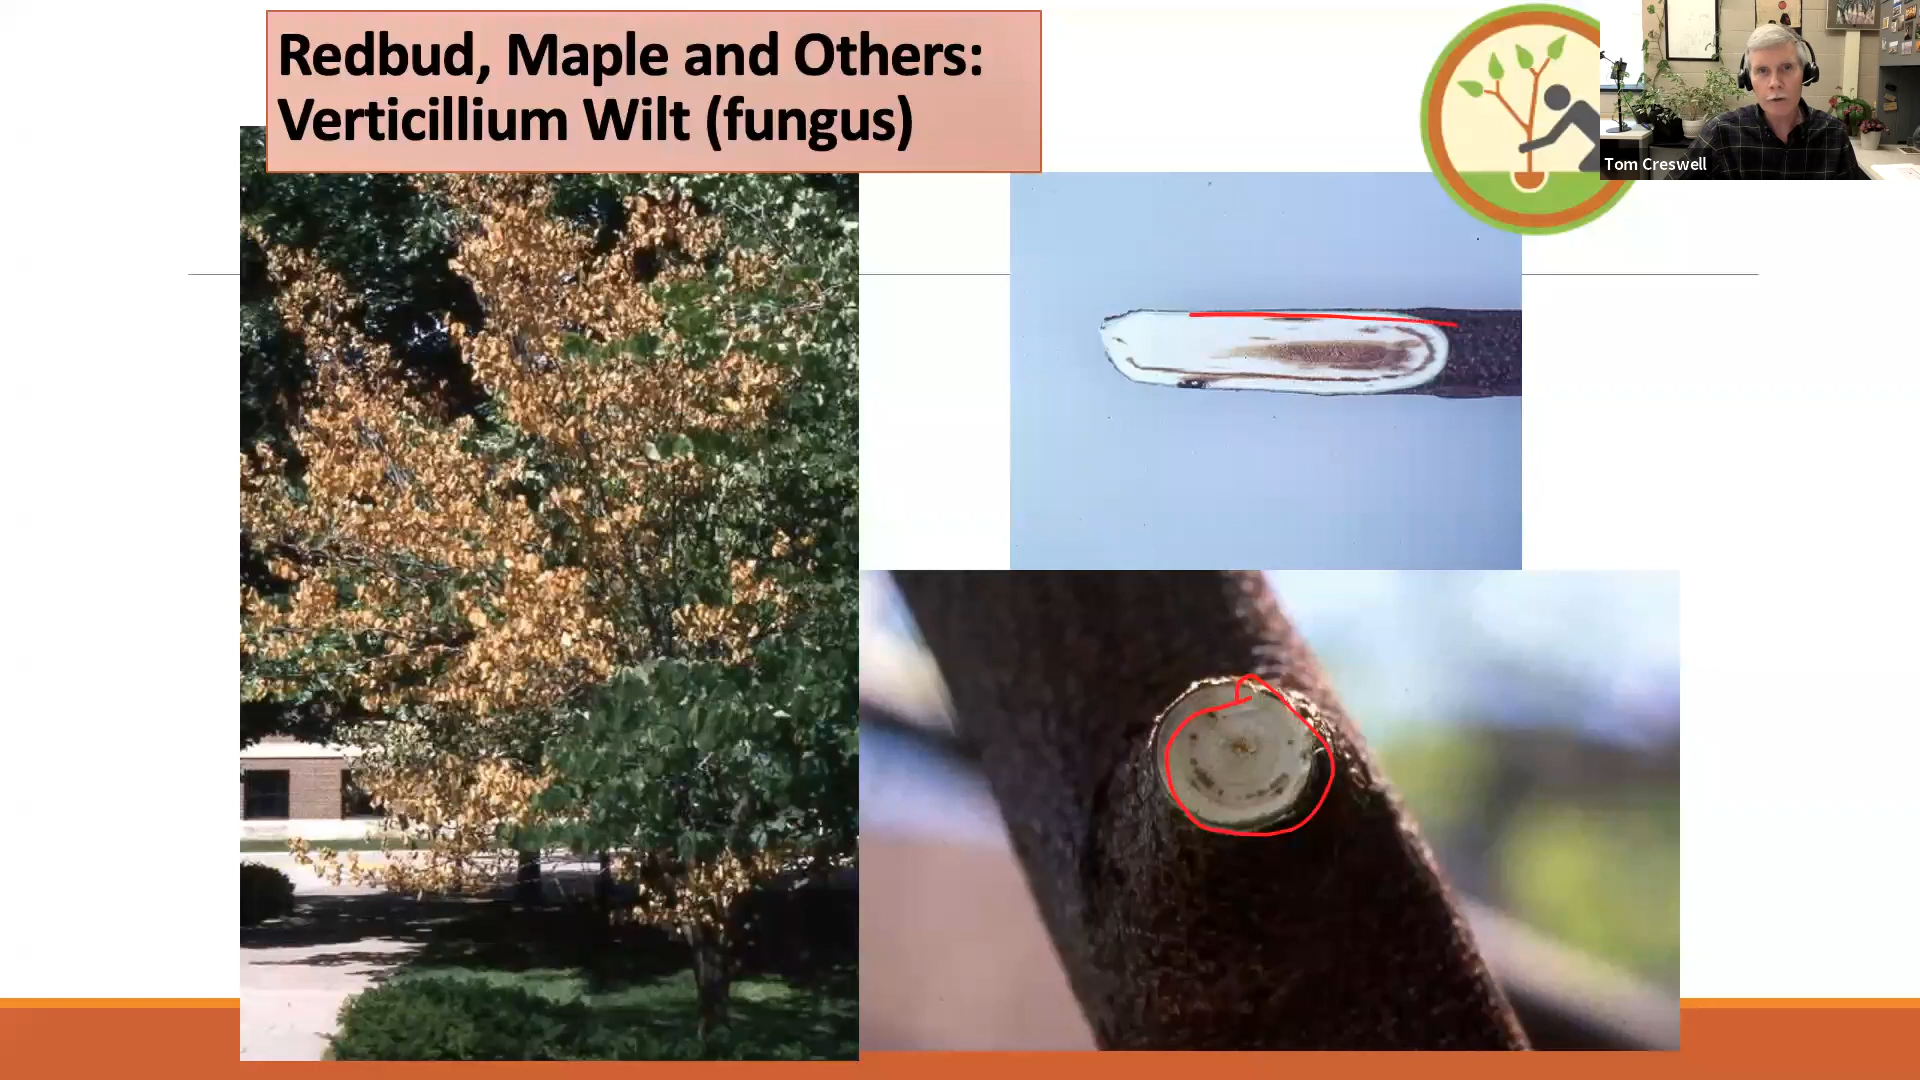 Redbud, Maple and Others:
Verticillium Wilt (fungus)
Tom Creswell